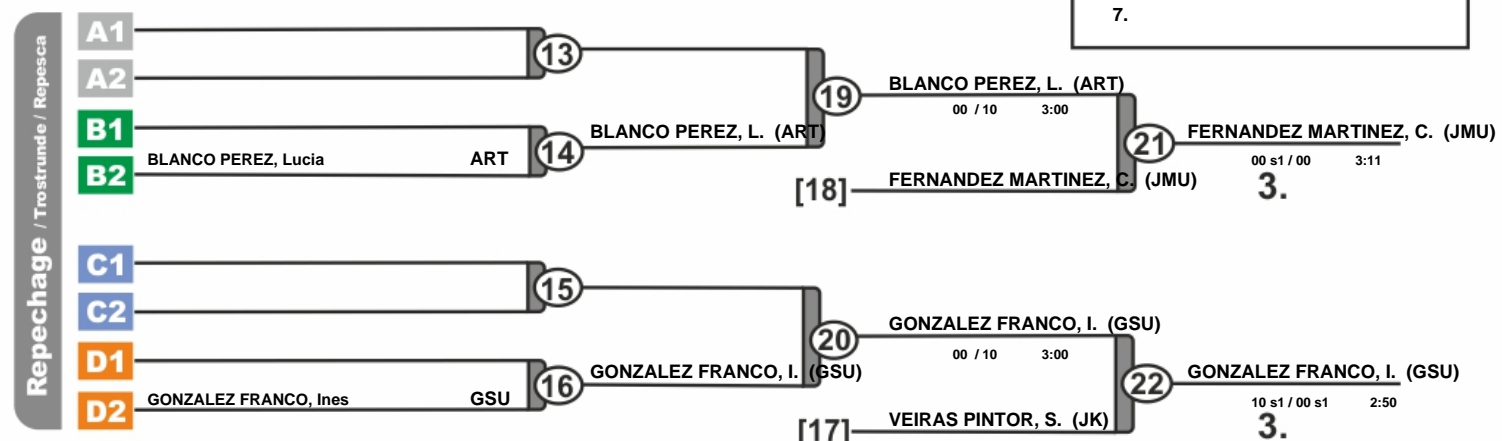 7.
Repechage / Trostrunde / Repesca
A1
13
A2
19
BLANCO PEREZ, L. (ART)
00 / 10 3:00
B1
BLANCO PEREZ, L. (ART)
14
21
FERNANDEZ MARTINEZ, C. (JMU)
00 s1 / 00 3:11
3.
B2
BLANCO PEREZ, Lucia ART
[18]
FERNANDEZ MARTINEZ, C. (JMU)
C1
15
C2
20
GONZALEZ FRANCO, I. (GSU)
00 / 10 3:00
D1
GONZALEZ FRANCO, I. (GSU)
16
22
GONZALEZ FRANCO, I. (GSU)
10 s1 / 00 s1 2:50
3.
D2
GONZALEZ FRANCO, Ines GSU
[17]
VEIRAS PINTOR, S. (JK)